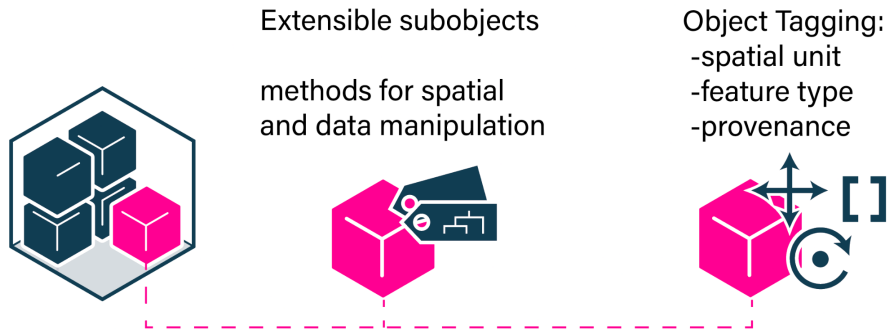 Extensible subobjects
methods for spatial
and data manipulation
Object Tagging:
-spatial unit
-feature type
-provenance
[ ]